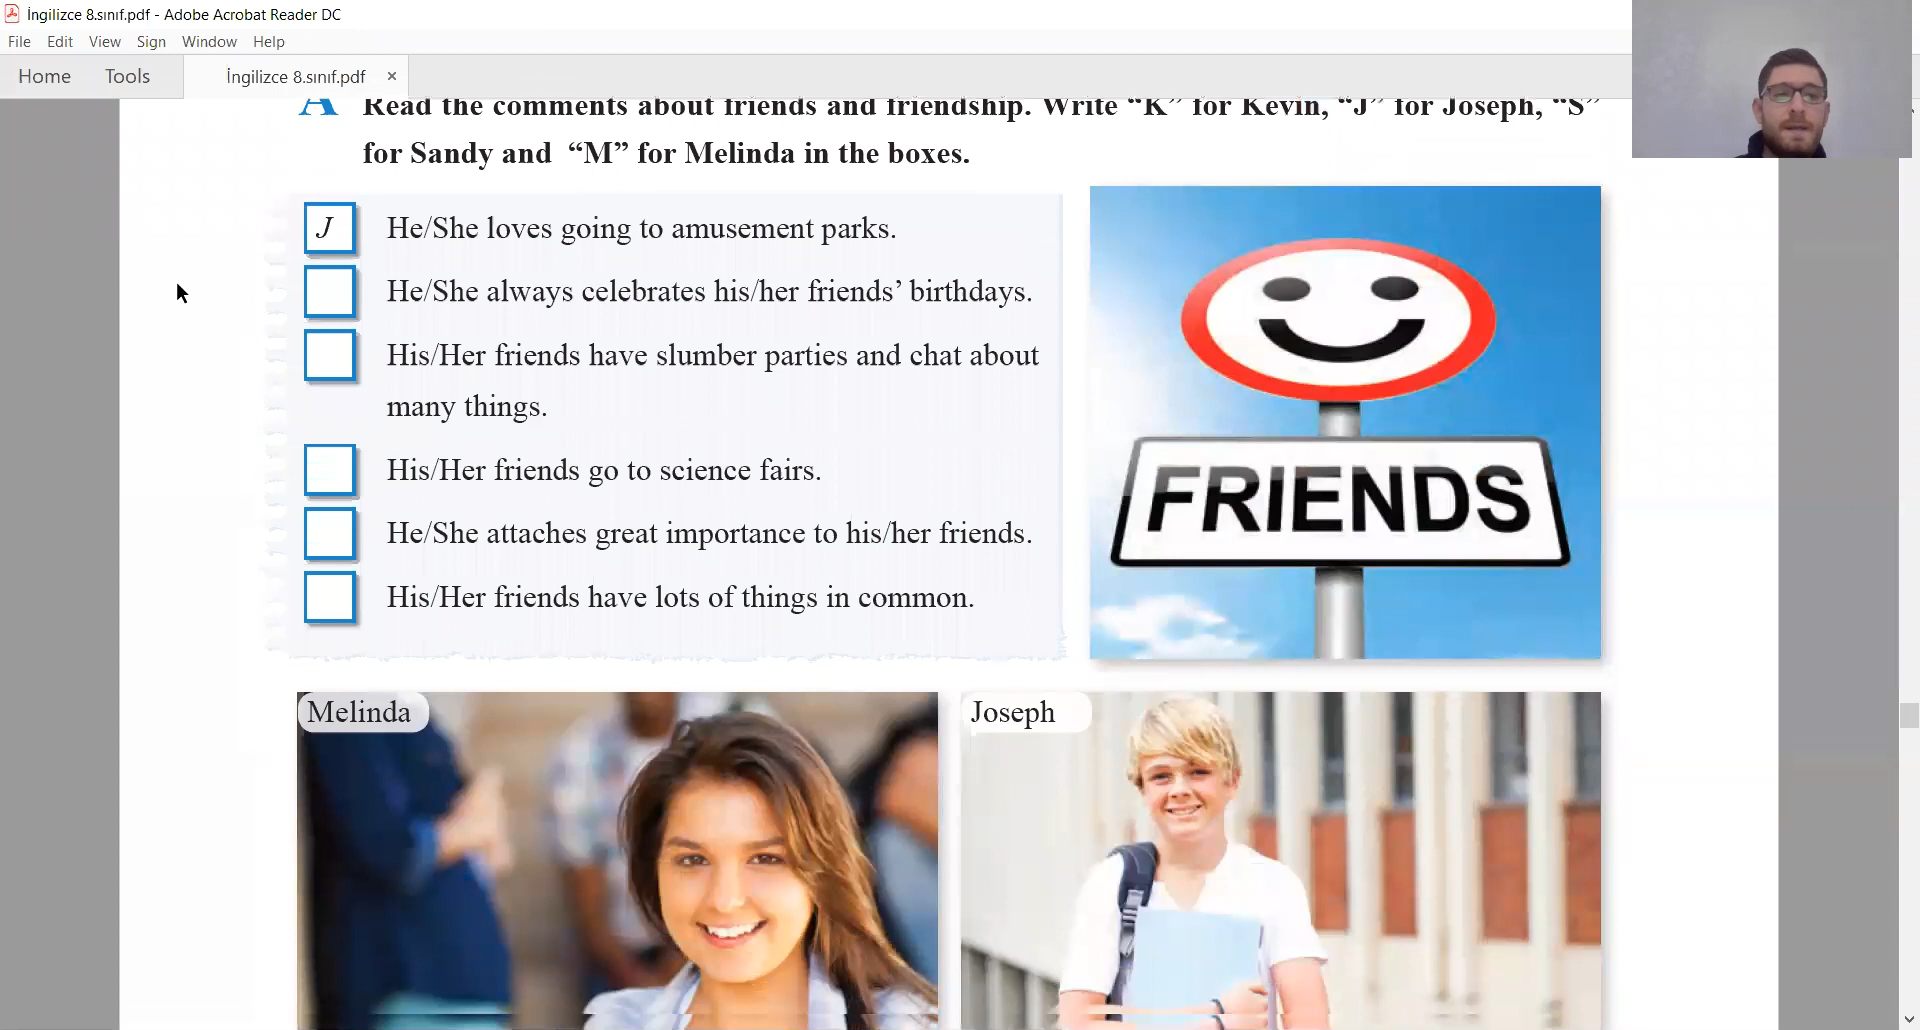 İngilizce 8.sınıf.pdf - Adobe Acrobat Reader DC
File Edit View Sign Window Help
Home Tools İngilizce 8.sınıf.pdf ×
A Read the comments about friends and friendship. Write “K” for Kevin, “J” for Joseph, “S”
for Sandy and “M” for Melinda in the boxes.
J He/She loves going to amusement parks.
He/She always celebrates his/her friends’ birthdays.
His/Her friends have slumber parties and chat about
many things.
His/Her friends go to science fairs.
He/She attaches great importance to his/her friends.
His/Her friends have lots of things in common.
FRIENDS
Melinda
Joseph